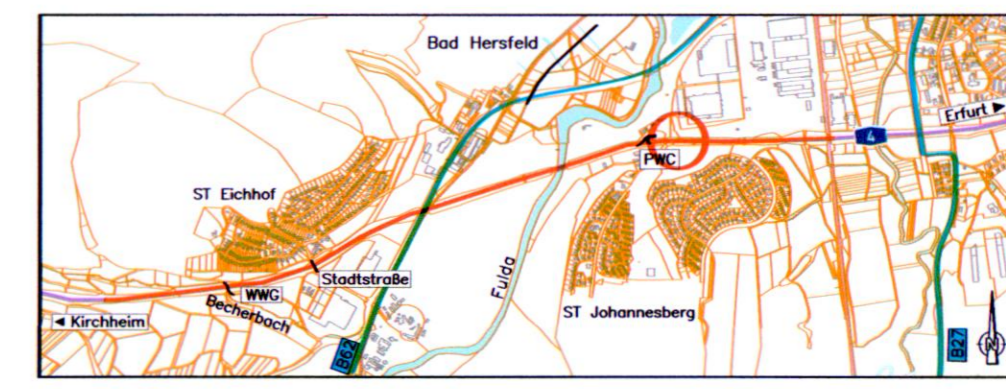 Bad Hersfeld
Erfurt ►
4
PWC
ST Eichhof
Stadtstraße
WWG
Becherbach
◄ Kirchheim
Fulda
ST Johannesberg
B62
B27
N